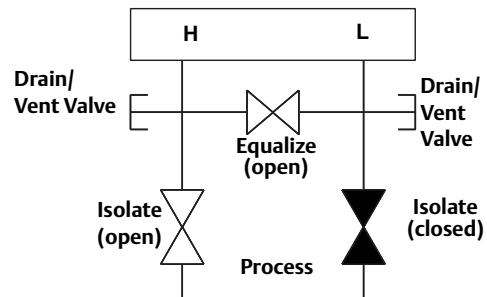 H
L
Drain/
Vent Valve
Drain/
Vent
Valve
Equalize
(open)
Isolate
(open)
Isolate
(closed)
Process